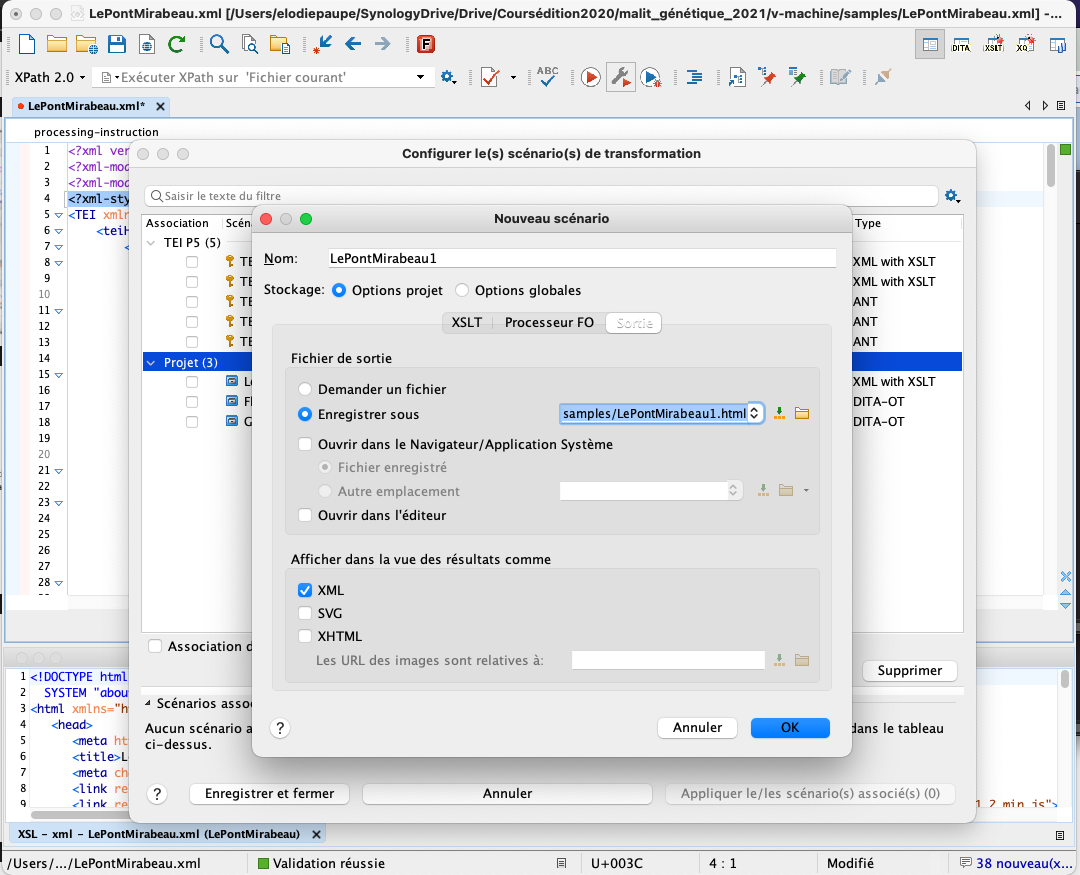 LePontMirabeau.xml [/Users/elodiepaupe/SynologyDrive/Drive/Coursédition2020/malit_génétique_2021/v-machine/samples/LePontMirabeau.xml] -...
DITA
XSLT
XQ
XPath 2.0
Exécuter XPath sur 'Fichier courant'
ABC
LePontMirabeau.xml*
processing-instruction
1 <?xml ver
2 <?xml-mod
3 <?xml-mod
4 <?xml-sty
5 <TEI xmln
6 <teiH
7 <
8
9
10
11
12
13
14
15
16
17
18
19
20
21
22
23
24
25
26
27
28
Configurer le(s) scénario(s) de transformation
Saisir le texte du filtre
Association Scén Type
TEI P5 (5)
TE XML with XSLT
TE XML with XSLT
TE ANT
TE ANT
TE ANT
Projet (3)
Le XML with XSLT
DITA-OT
G DITA-OT
Association d
Supprimer
Scénarios asso
Aucun scénario a dans le tableau
ci-dessus.
? Enregistrer et fermer Annuler Appliquer le/les scénario(s) associé(s) (0)
Nouveau scénario
Nom: LePontMirabeau1
Stockage: Options projet Options globales
XSLT Processeur FO Sortie
Fichier de sortie
Demander un fichier
Enregistrer sous samples/LePontMirabeau1.html
Ouvrir dans le Navigateur/Application Système
Fichier enregistré
Autre emplacement
Ouvrir dans l'éditeur
Afficher dans la vue des résultats comme
XML
SVG
XHTML
Les URL des images sont relatives à:
? Annuler OK
1 <!DOCTYPE html
2 SYSTEM "abou
3 <html xmlns="h
4 <head>
5 <meta ht
6 <title>L
7 <meta ch
8 <link re
9 <link re 1.2.min.js">
XSL - xml - LePontMirabeau.xml (LePontMirabeau)
/Users/.../LePontMirabeau.xml Validation réussie U+003C 4 : 1 Modifié 38 nouveau(x...